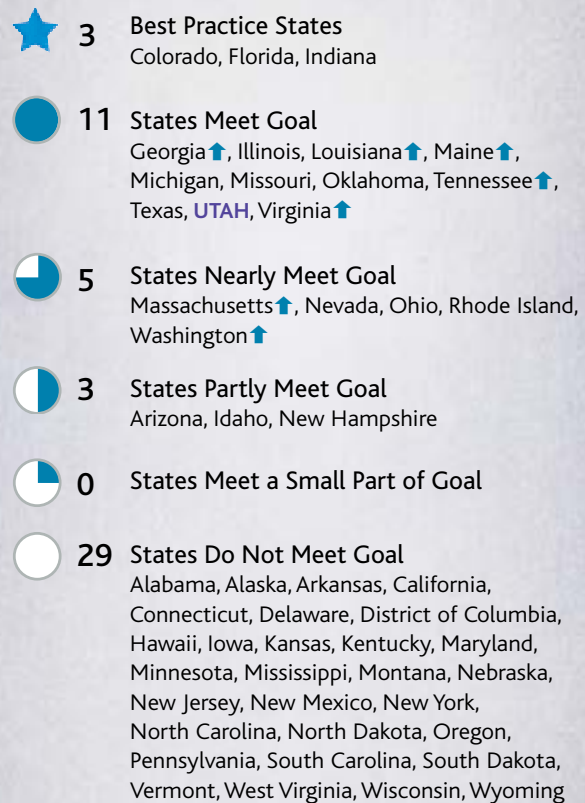 3 Best Practice States
Colorado, Florida, Indiana
11 States Meet Goal
Georgia⬆, Illinois, Louisiana⬆, Maine⬆,
Michigan, Missouri, Oklahoma, Tennessee⬆,
Texas, UTAH, Virginia⬆
5 States Nearly Meet Goal
Massachusetts⬆, Nevada, Ohio, Rhode Island,
Washington⬆
3 States Partly Meet Goal
Arizona, Idaho, New Hampshire
0 States Meet a Small Part of Goal
29 States Do Not Meet Goal
Alabama, Alaska, Arkansas, California,
Connecticut, Delaware, District of Columbia,
Hawaii, Iowa, Kansas, Kentucky, Maryland,
Minnesota, Mississippi, Montana, Nebraska,
New Jersey, New Mexico, New York,
North Carolina, North Dakota, Oregon,
Pennsylvania, South Carolina, South Dakota,
Vermont, West Virginia, Wisconsin, Wyoming